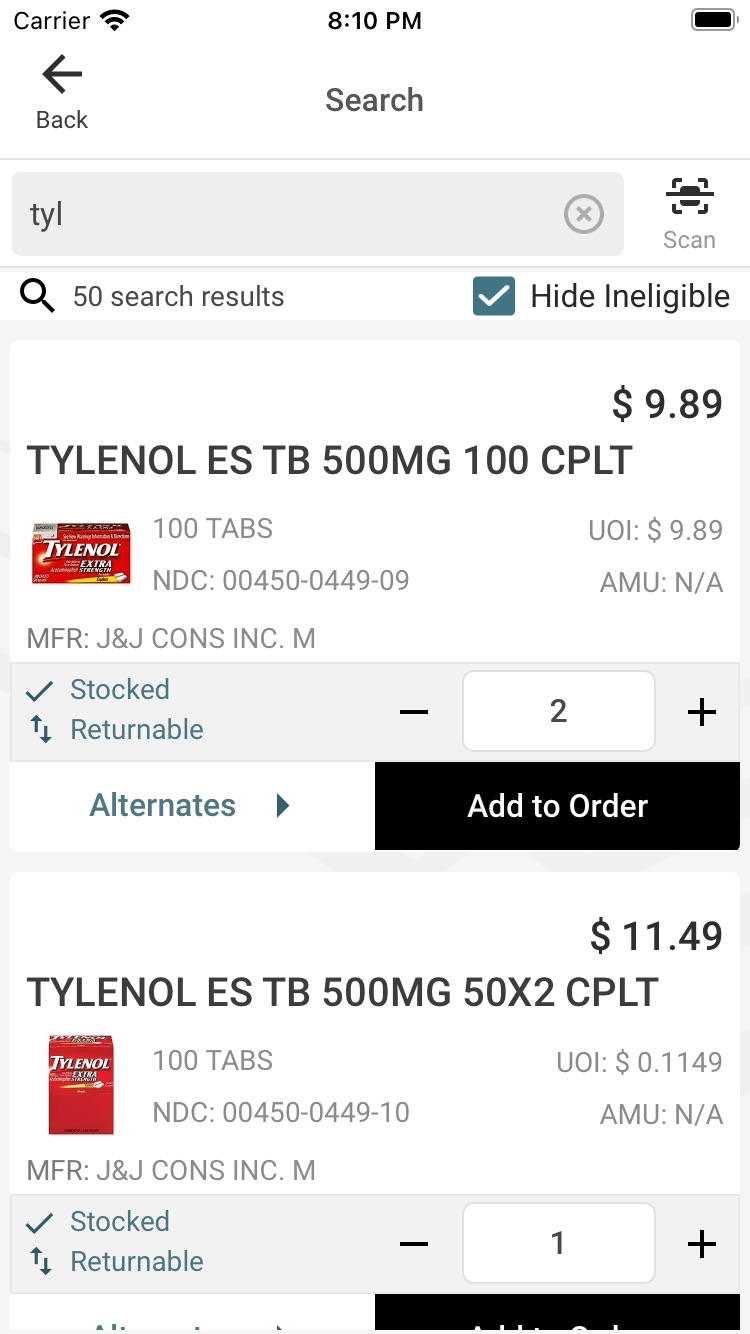 Carrier 8:10 PM
Back
Search
tyl
Scan
50 search results
Hide Ineligible
$ 9.89
TYLENOL ES TB 500MG 100 CPLT
TYLENOL
EXTRA
STRENGTH
100 TABS
UOI: $ 9.89
NDC: 00450-0449-09
AMU: N/A
MFR: J&J CONS INC. M
Stocked
Returnable
2
Alternates
Add to Order
$ 11.49
TYLENOL ES TB 500MG 50X2 CPLT
TYLENOL
EXTRA
STRENGTH
100 TABS
UOI: $ 0.1149
NDC: 00450-0449-10
AMU: N/A
MFR: J&J CONS INC. M
Stocked
Returnable
1